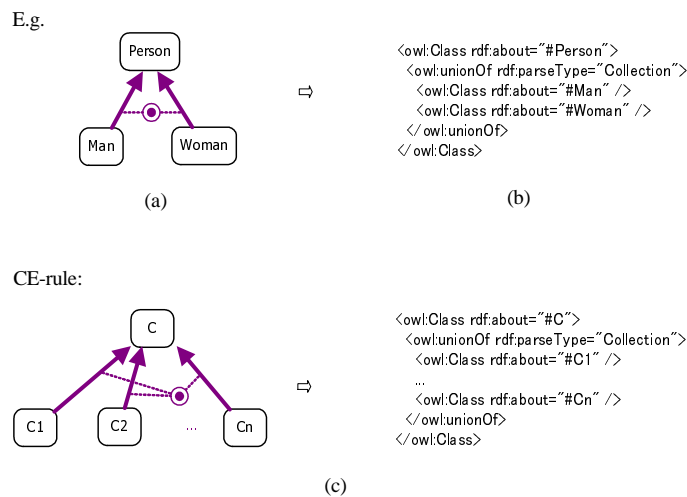 E.g.
Person
Man
Woman
(a)
⇨
<owl:Class rdf:about="#Person">
<owl:unionOf rdf:parseType="Collection">
<owl:Class rdf:about="#Man" />
<owl:Class rdf:about="#Woman" />
</owl:unionOf>
</owl:Class>
(b)
CE-rule:
C
C1
C2
...
Cn
⇨
<owl:Class rdf:about="#C">
<owl:unionOf rdf:parseType="Collection">
<owl:Class rdf:about="#C1" />
...
<owl:Class rdf:about="#Cn" />
</owl:unionOf>
</owl:Class>
(c)